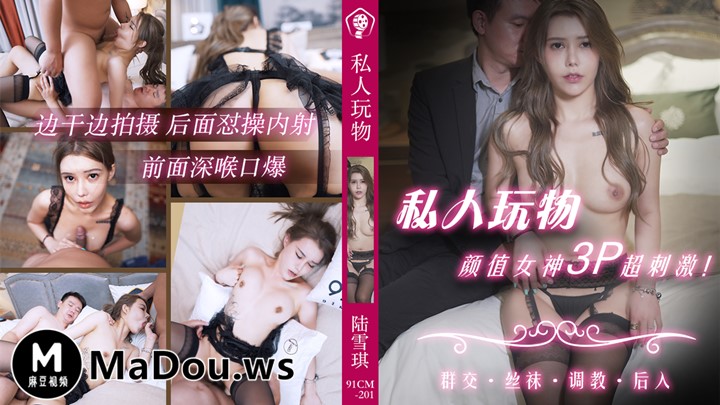 边干边拍摄 后面怼操内射
前面深喉口爆
M
麻豆视频
MaDou.ws
私人玩物
陆雪琪
91CM
-201
私人玩物
颜值女神3P超刺激!
群交·丝袜·调教·后入